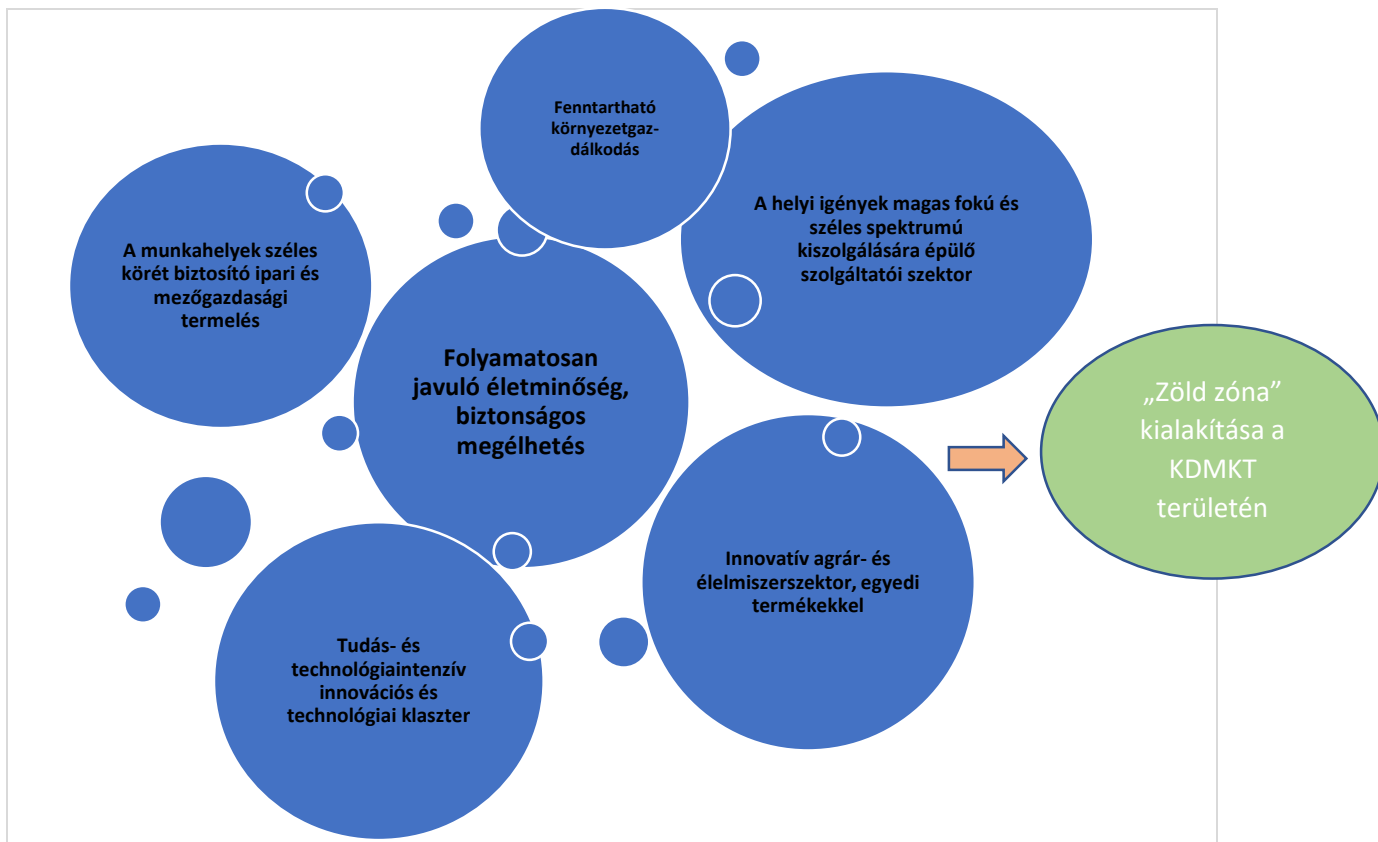 Fenntartható
környezetgaz-
dálkodás
A helyi igények magas fokú és
széles spektrumú
kiszolgálására épülő
szolgáltatói szektor
A munkahelyek széles
körét biztosító ipari és
mezőgazdasági
termelés
Folyamatosan
javuló életminőség,
biztonságos
megélhetés
„Zöld zóna”
kialakítása a
KDMKT
területén
Innovatív agrár- és
élelmiszerszektor, egyedi
termékekkel
Tudás- és
technológiaintenzív
innovációs és
technológiai klaszter